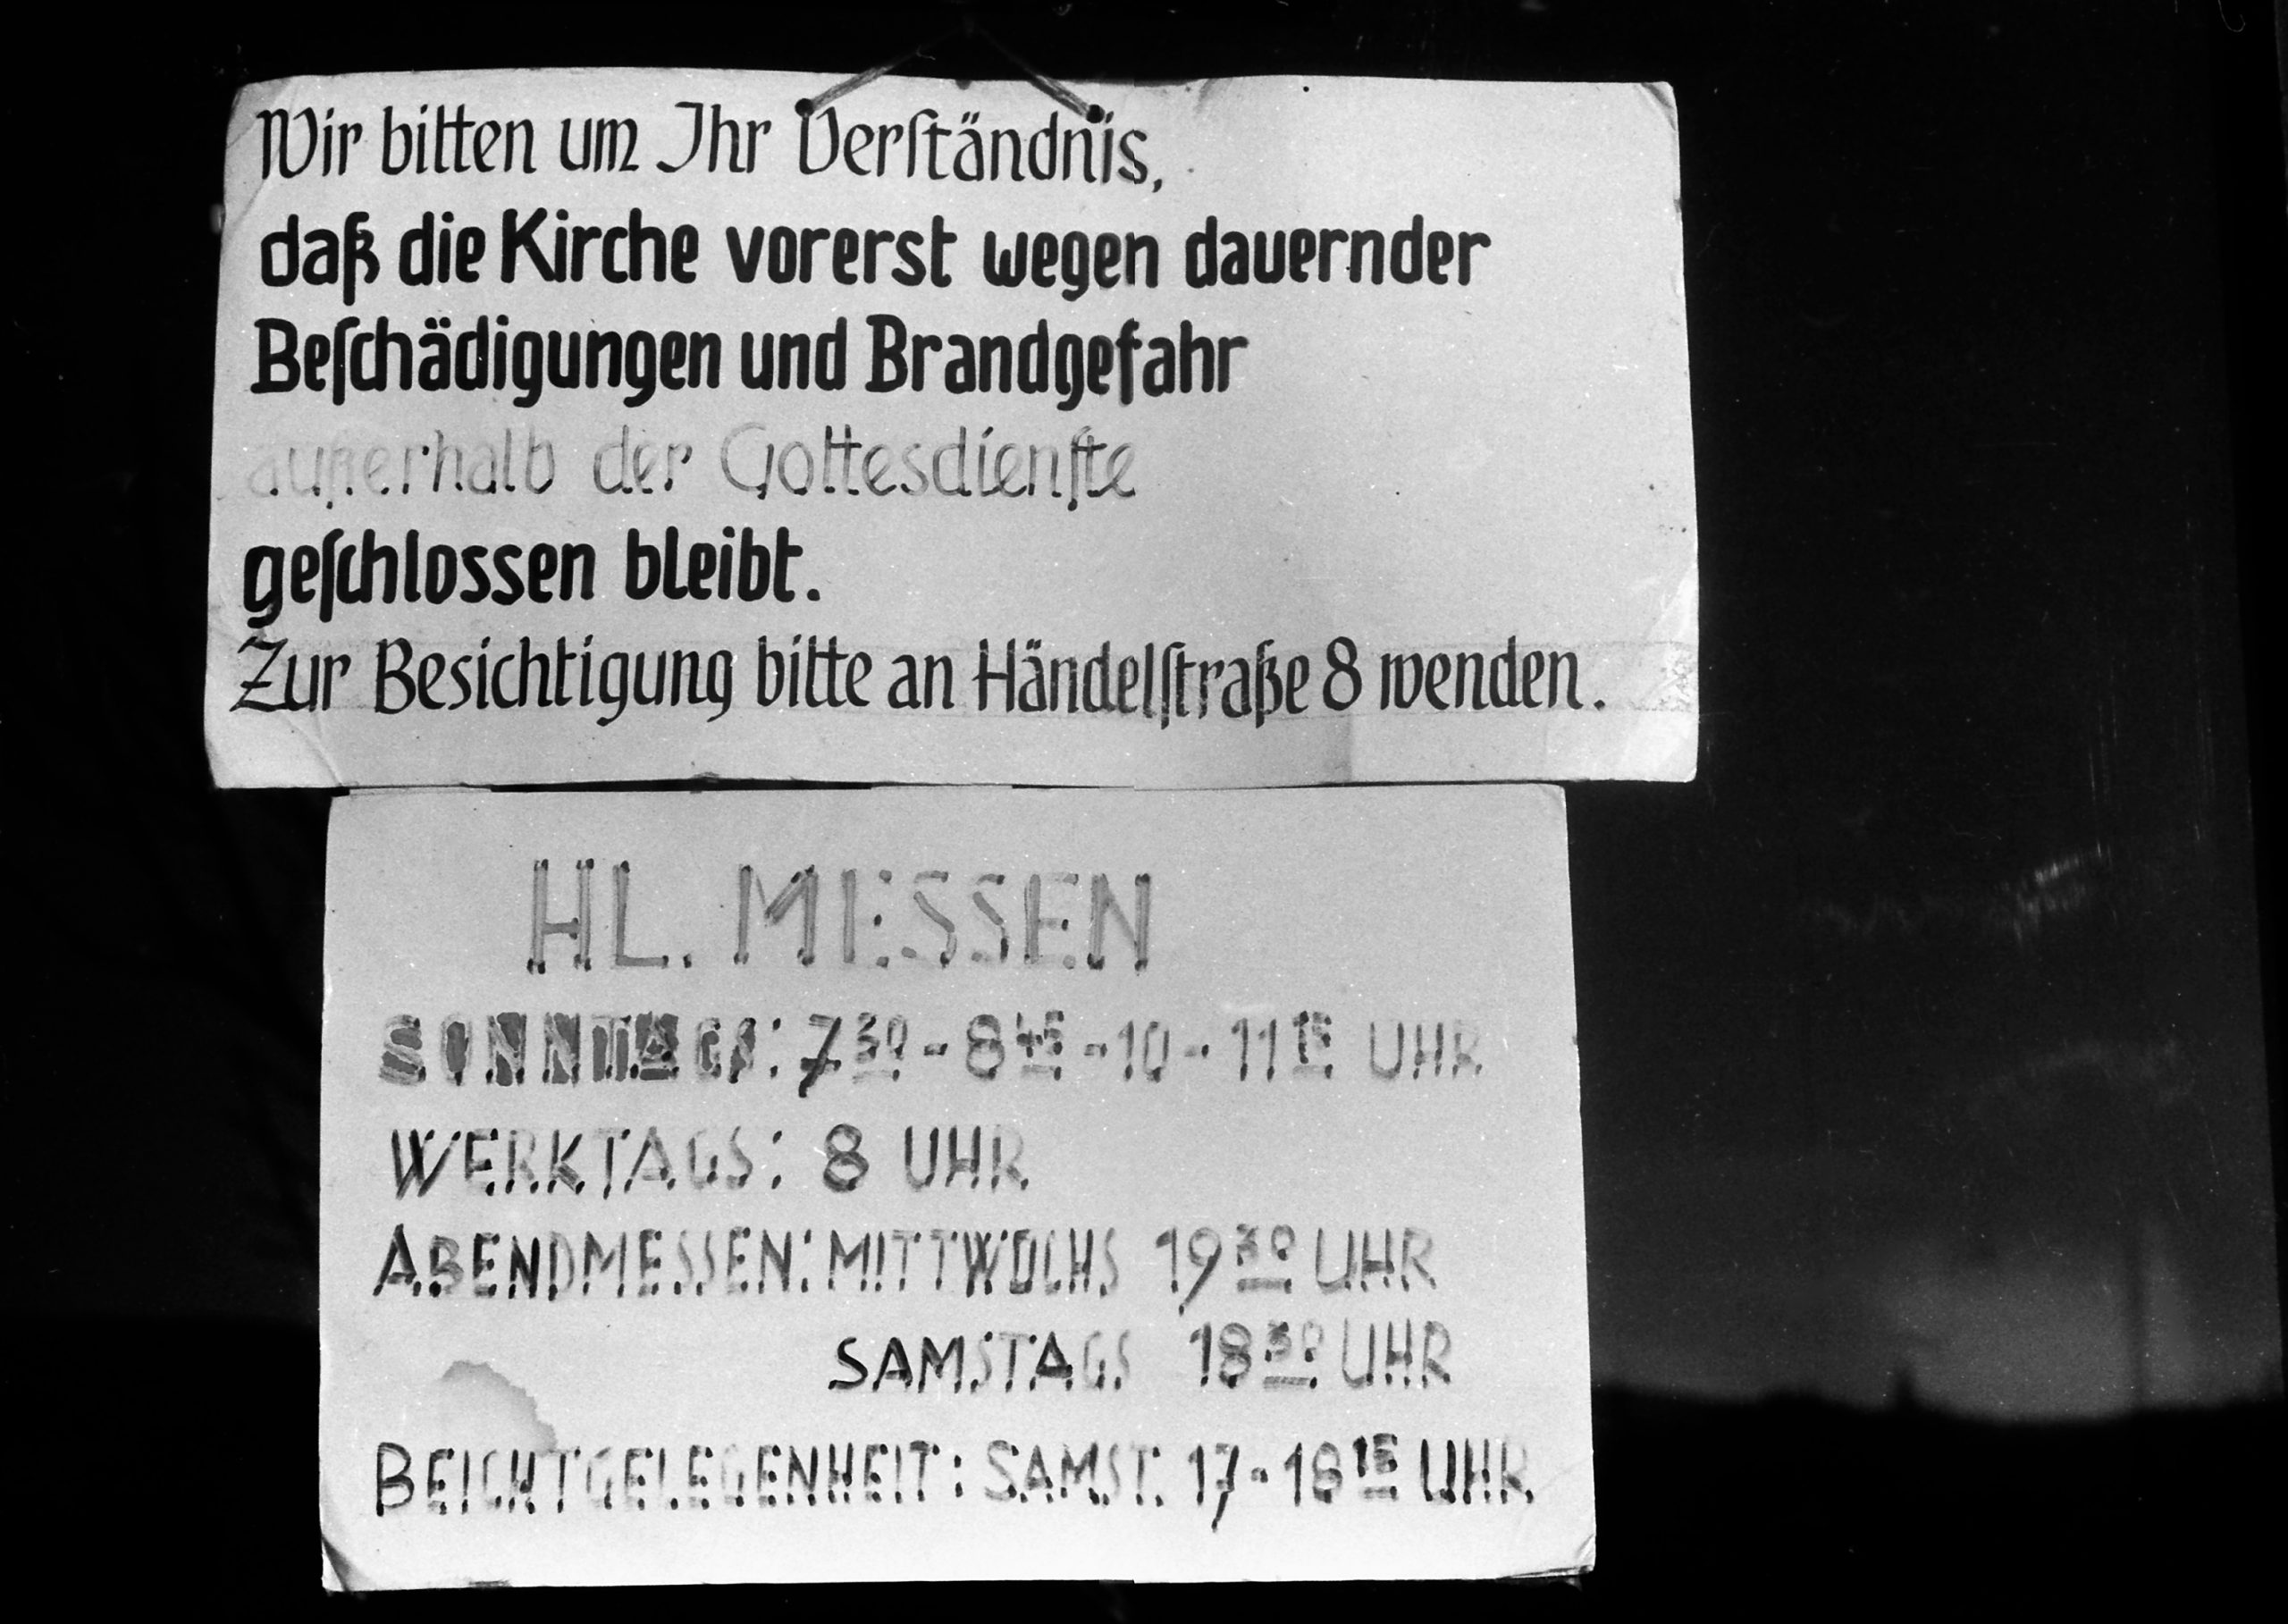 Wir bitten um Ihr Verständnis,
daß die Kirche vorerst wegen dauernder
Beschädigungen und Brandgefahr
außerhalb der Gottesdienste
geschlossen bleibt.
Zur Besichtigung bitte an Händelstraße 8 wenden.
HL. MESSEN
SONNTAGS: 7³⁰ - 8⁴⁵ - 10 - 11¹⁵ UHR
WERKTAGS: 8 UHR
ABENDMESSEN: MITTWOCHS 19³⁰ UHR
SAMSTAGS 18³⁰ UHR
BEICHTGELEGENHEIT: SAMST. 17 - 18¹⁵ UHR